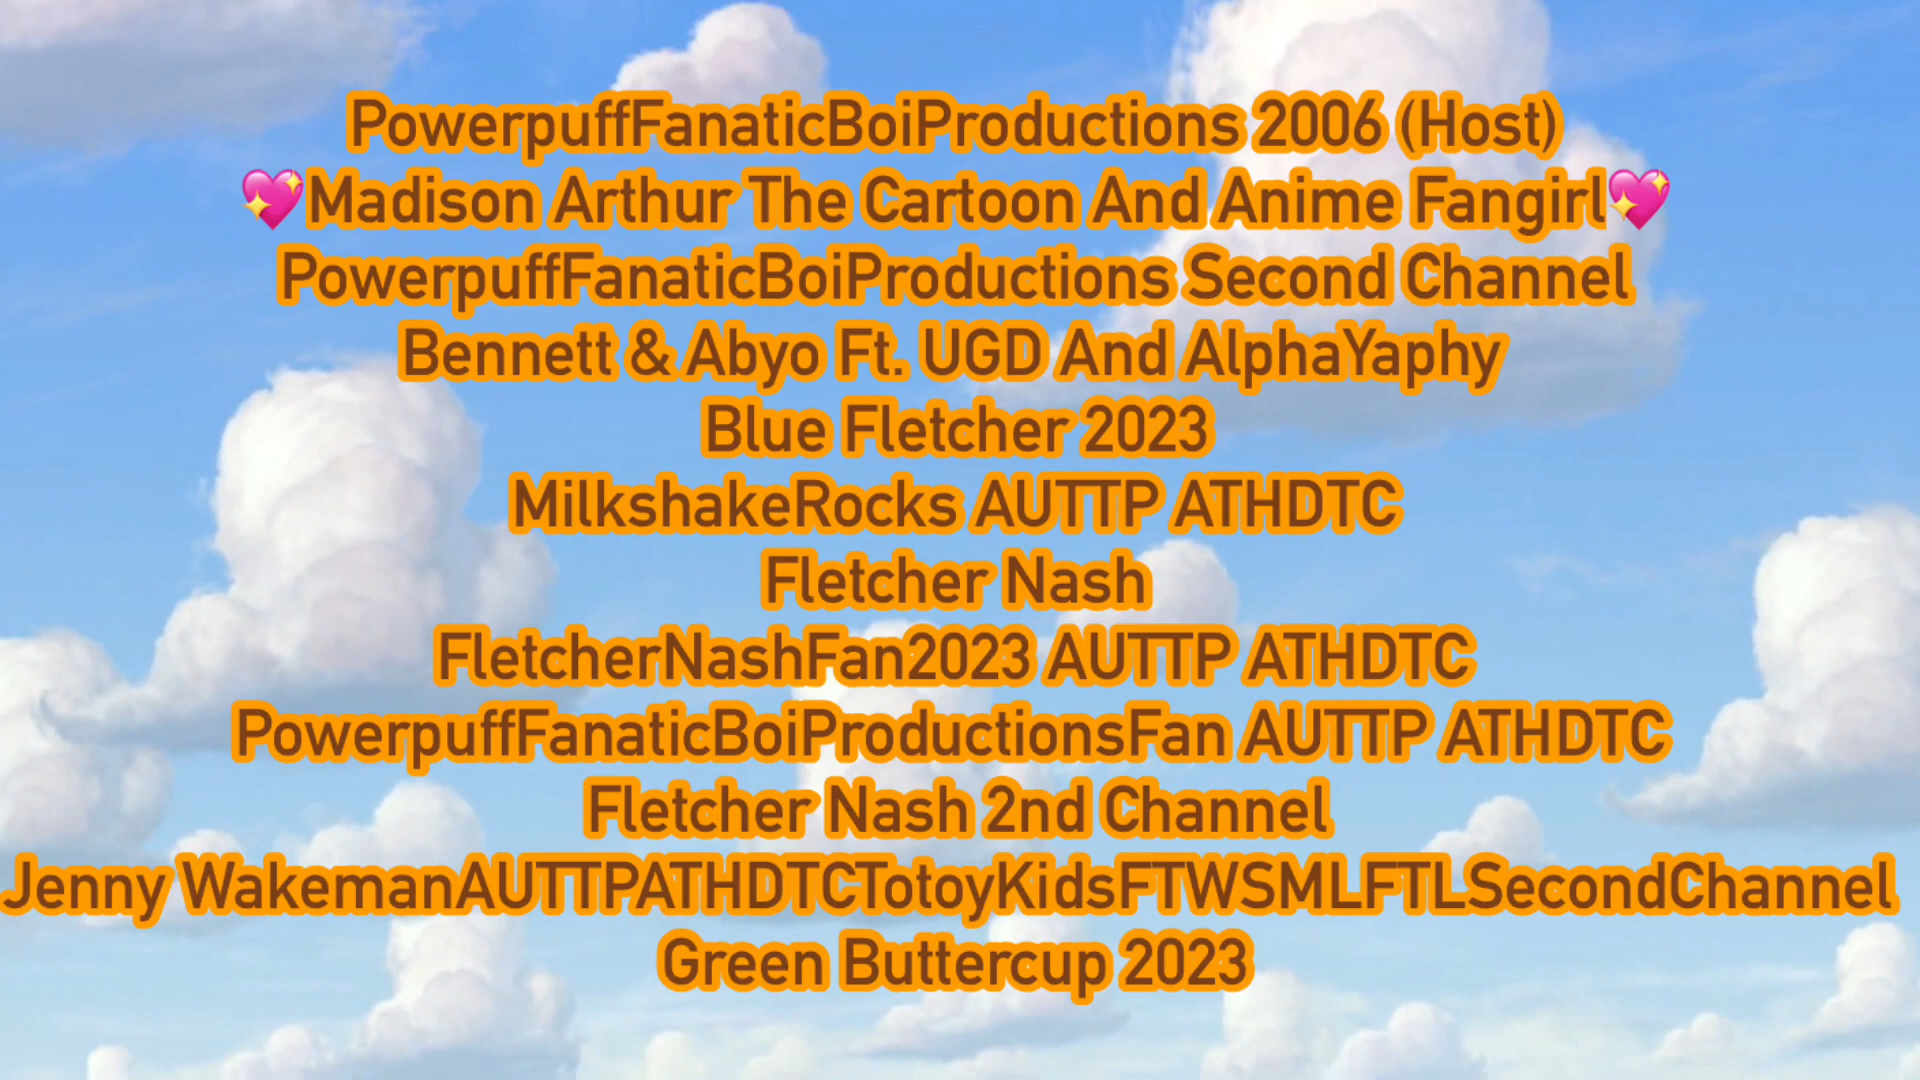 PowerpuffFanaticBoiProductions 2006 (Host)
💖Madison Arthur The Cartoon And Anime Fangirl💖
PowerpuffFanaticBoiProductions Second Channel
Bennett & Abyo Ft. UGD And AlphaYaphy
Blue Fletcher 2023
MilkshakeRocks AUTTP ATHDTC
Fletcher Nash
FletcherNashFan2023 AUTTP ATHDTC
PowerpuffFanaticBoiProductionsFan AUTTP ATHDTC
Fletcher Nash 2nd Channel
Jenny WakemanAUTTPATHDTCTotoyKidsFTWSMLFTLSecondChannel
Green Buttercup 2023